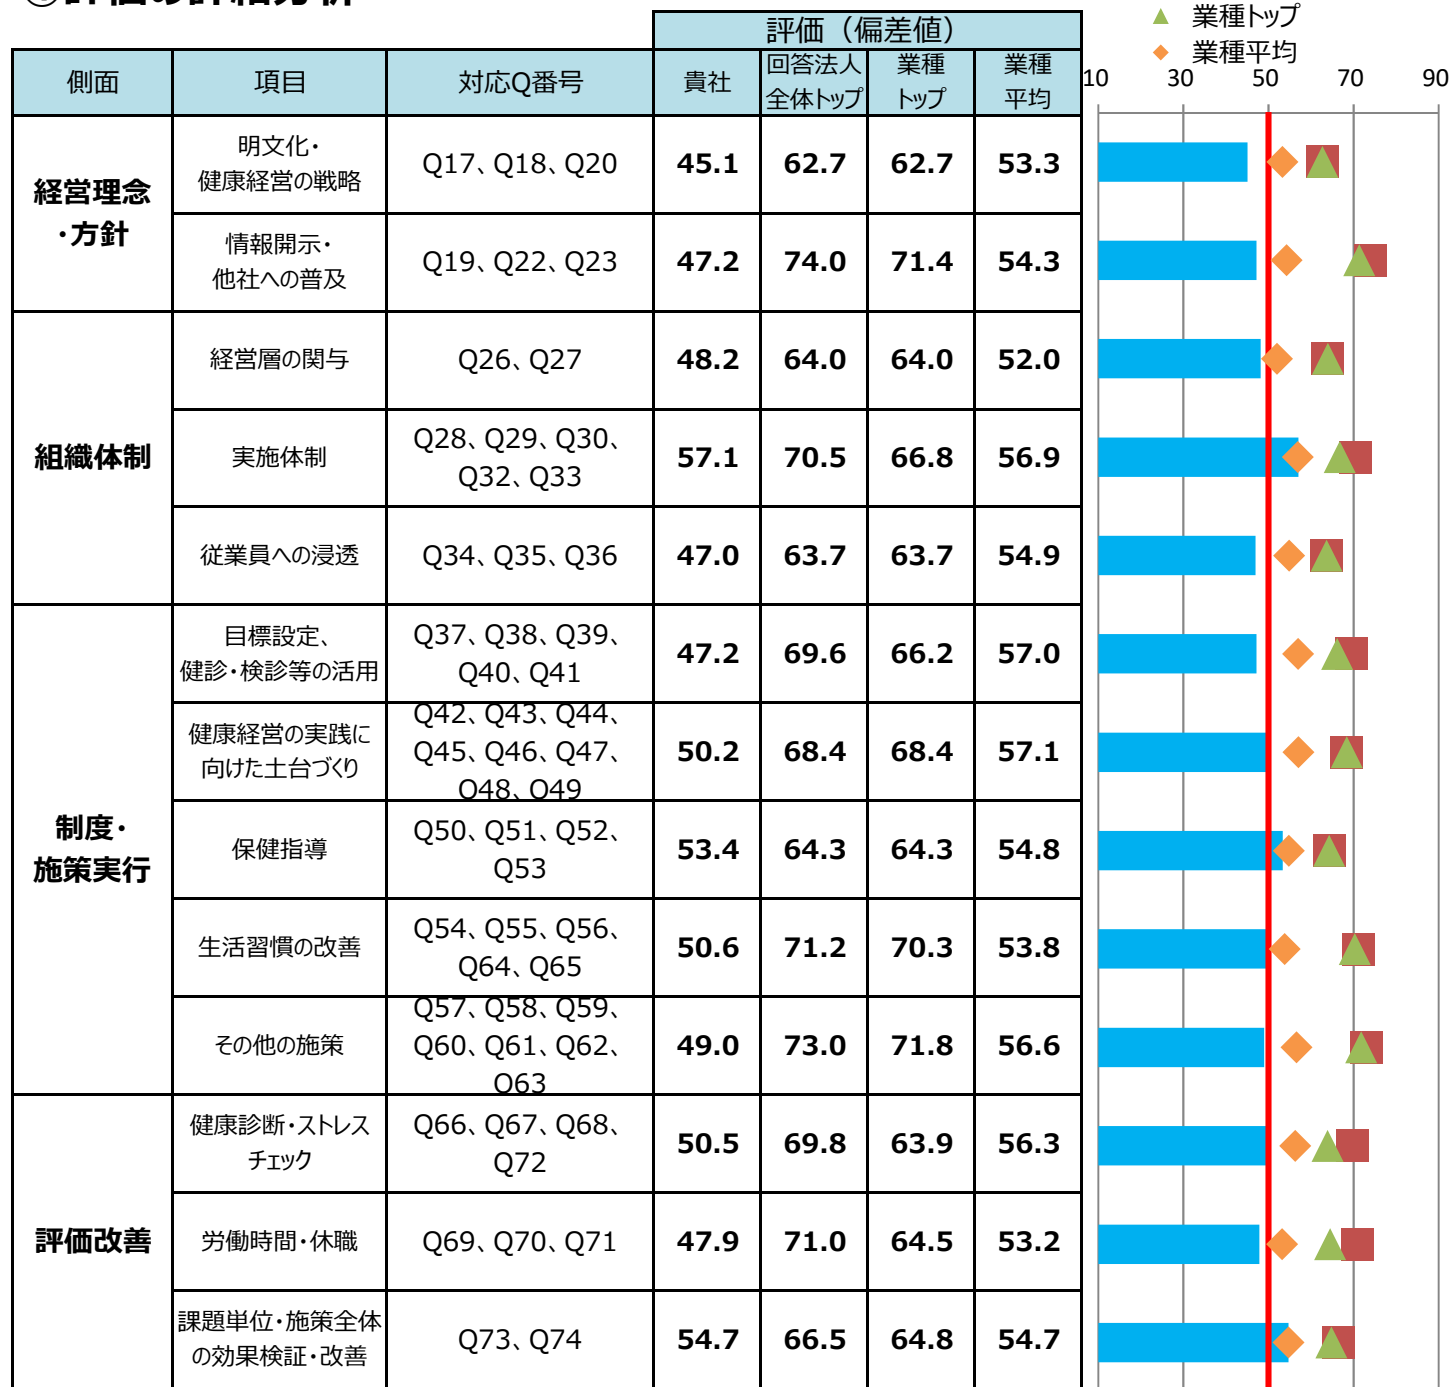 ①評価の詳細分析
▲ 業種トップ
◆ 業種平均
評価（偏差値）
側面 項目 対応Q番号 貴社 回答法人 業種 業種
全体トップ トップ 平均
10 30 50 70 90
経営理念
・方針
明文化・
健康経営の戦略
Q17、Q18、Q20 45.1 62.7 62.7 53.3
情報開示・
他社への普及
Q19、Q22、Q23 47.2 74.0 71.4 54.3
組織体制
経営層の関与 Q26、Q27 48.2 64.0 64.0 52.0
実施体制
Q28、Q29、Q30、
Q32、Q33
57.1 70.5 66.8 56.9
従業員への浸透 Q34、Q35、Q36 47.0 63.7 63.7 54.9
制度・
施策実行
目標設定、
健診・検診等の活用
Q37、Q38、Q39、
Q40、Q41
47.2 69.6 66.2 57.0
健康経営の実践に
向けた土台づくり
Q42、Q43、Q44、
Q45、Q46、Q47、
Q48、Q49
50.2 68.4 68.4 57.1
保健指導
Q50、Q51、Q52、
Q53
53.4 64.3 64.3 54.8
生活習慣の改善
Q54、Q55、Q56、
Q64、Q65
50.6 71.2 70.3 53.8
その他の施策
Q57、Q58、Q59、
Q60、Q61、Q62、
Q63
49.0 73.0 71.8 56.6
評価改善
健康診断・ストレス
チェック
Q66、Q67、Q68、
Q72
50.5 69.8 63.9 56.3
労働時間・休職 Q69、Q70、Q71 47.9 71.0 64.5 53.2
課題単位・施策全体
の効果検証・改善
Q73、Q74 54.7 66.5 64.8 54.7